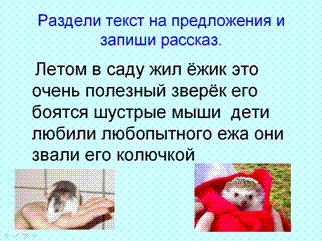 Раздели текст на предложения и
запиши рассказ.
Летом в саду жил ёжик это
очень полезный зверёк его
боятся шустрые мыши дети
любили любопытного ежа они
звали его колючкой